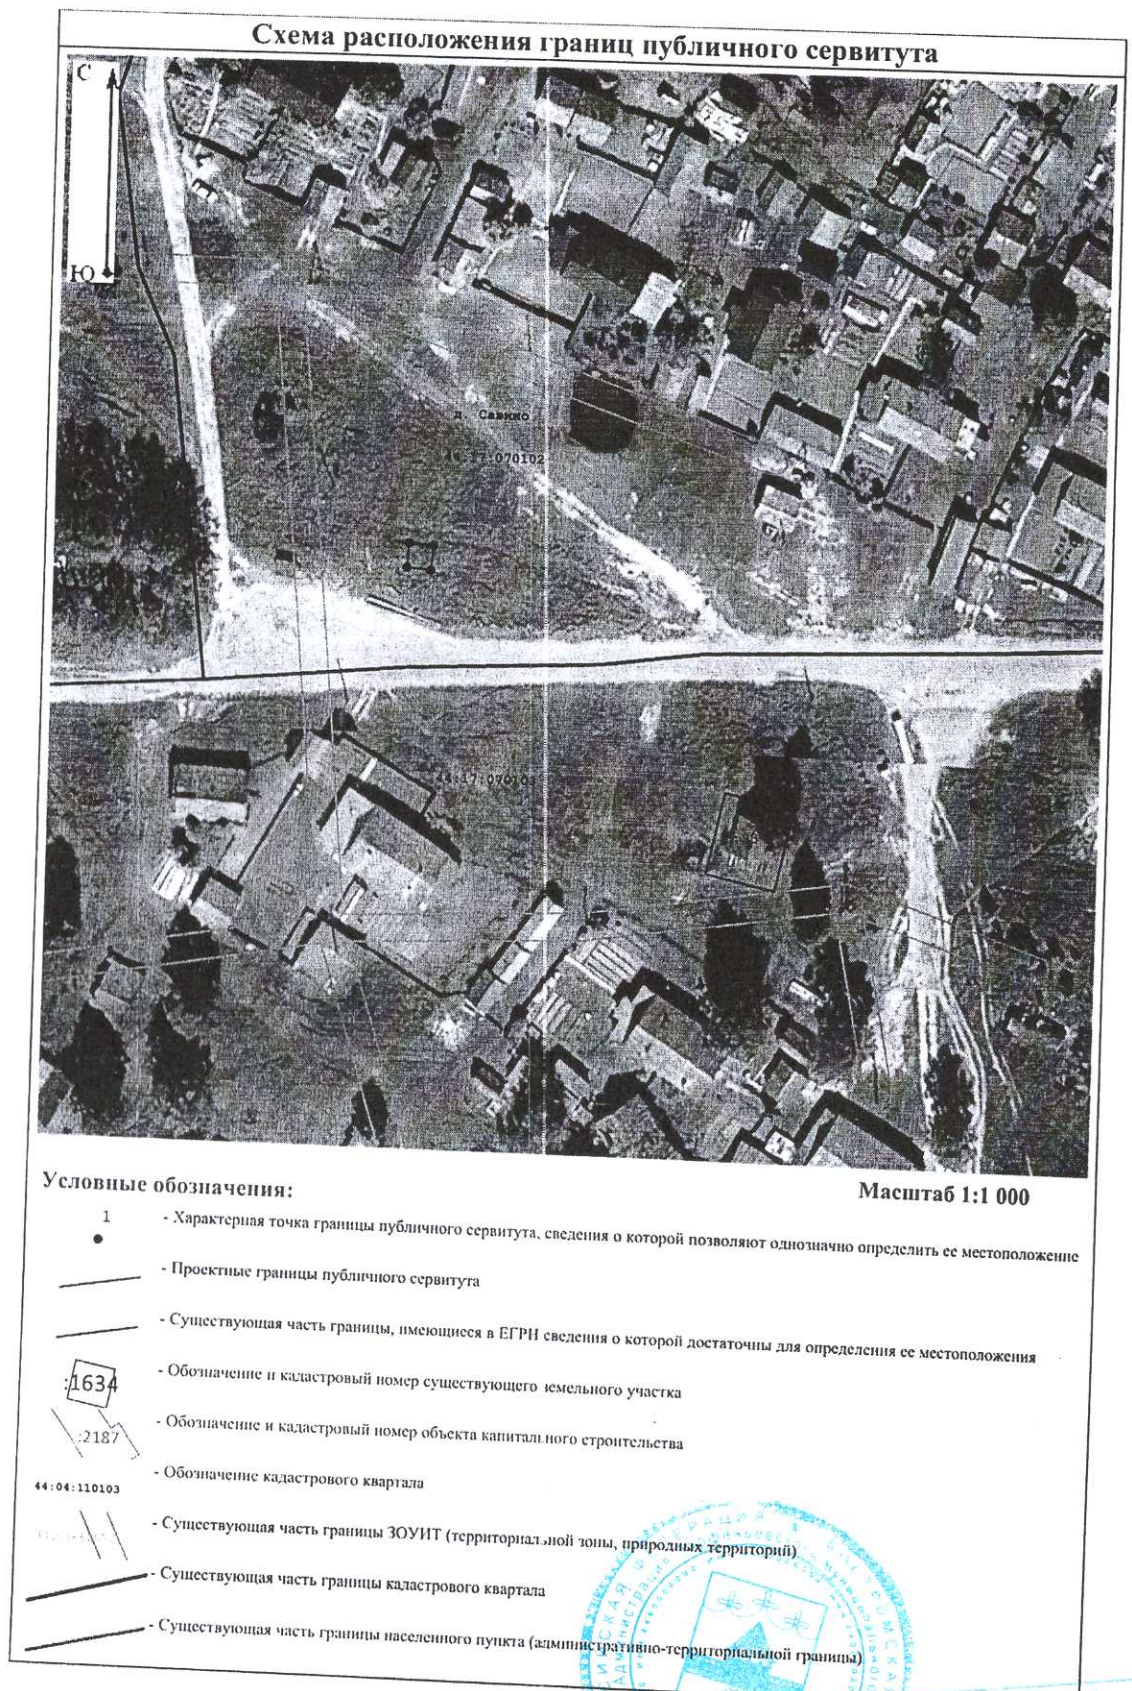 Схема расположения границ публичного сервитута
С
Ю
д. Савино
44:17:070102
Условные обозначения:
Масштаб 1:1 000
1
- Характерная точка границы публичного сервитута, сведения о которой позволяют однозначно определить ее местоположение
- Проектные границы публичного сервитута
- Существующая часть границы, имеющиеся в ЕГРН сведения о которой достаточны для определения ее местоположения
:1634
- Обозначение и кадастровый номер существующего земельного участка
:2187
- Обозначение и кадастровый номер объекта капитального строительства
44:04:110103
- Обозначение кадастрового квартала
- Существующая часть границы ЗОУИТ (территориальной зоны, природных территорий)
- Существующая часть границы кадастрового квартала
- Существующая часть границы населенного пункта (административно-территориальной границы)